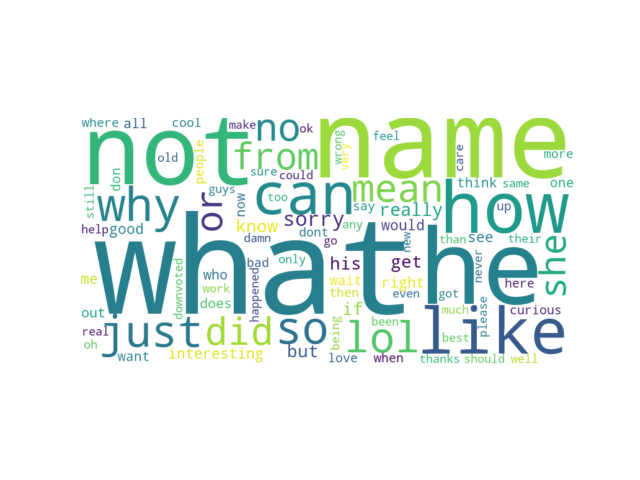 where all cool make ok wrong very feel care more
not no name
old people from
don guys sure could can mean think same one
still why or now too say really how up
help good know sorry any would new than see their she
damn dont go
what he
me who bad only his wait get right never here
downvoted work happened then even got
out does if much please curious
just did so lol like
real being been
oh want interesting but love when thanks best should well